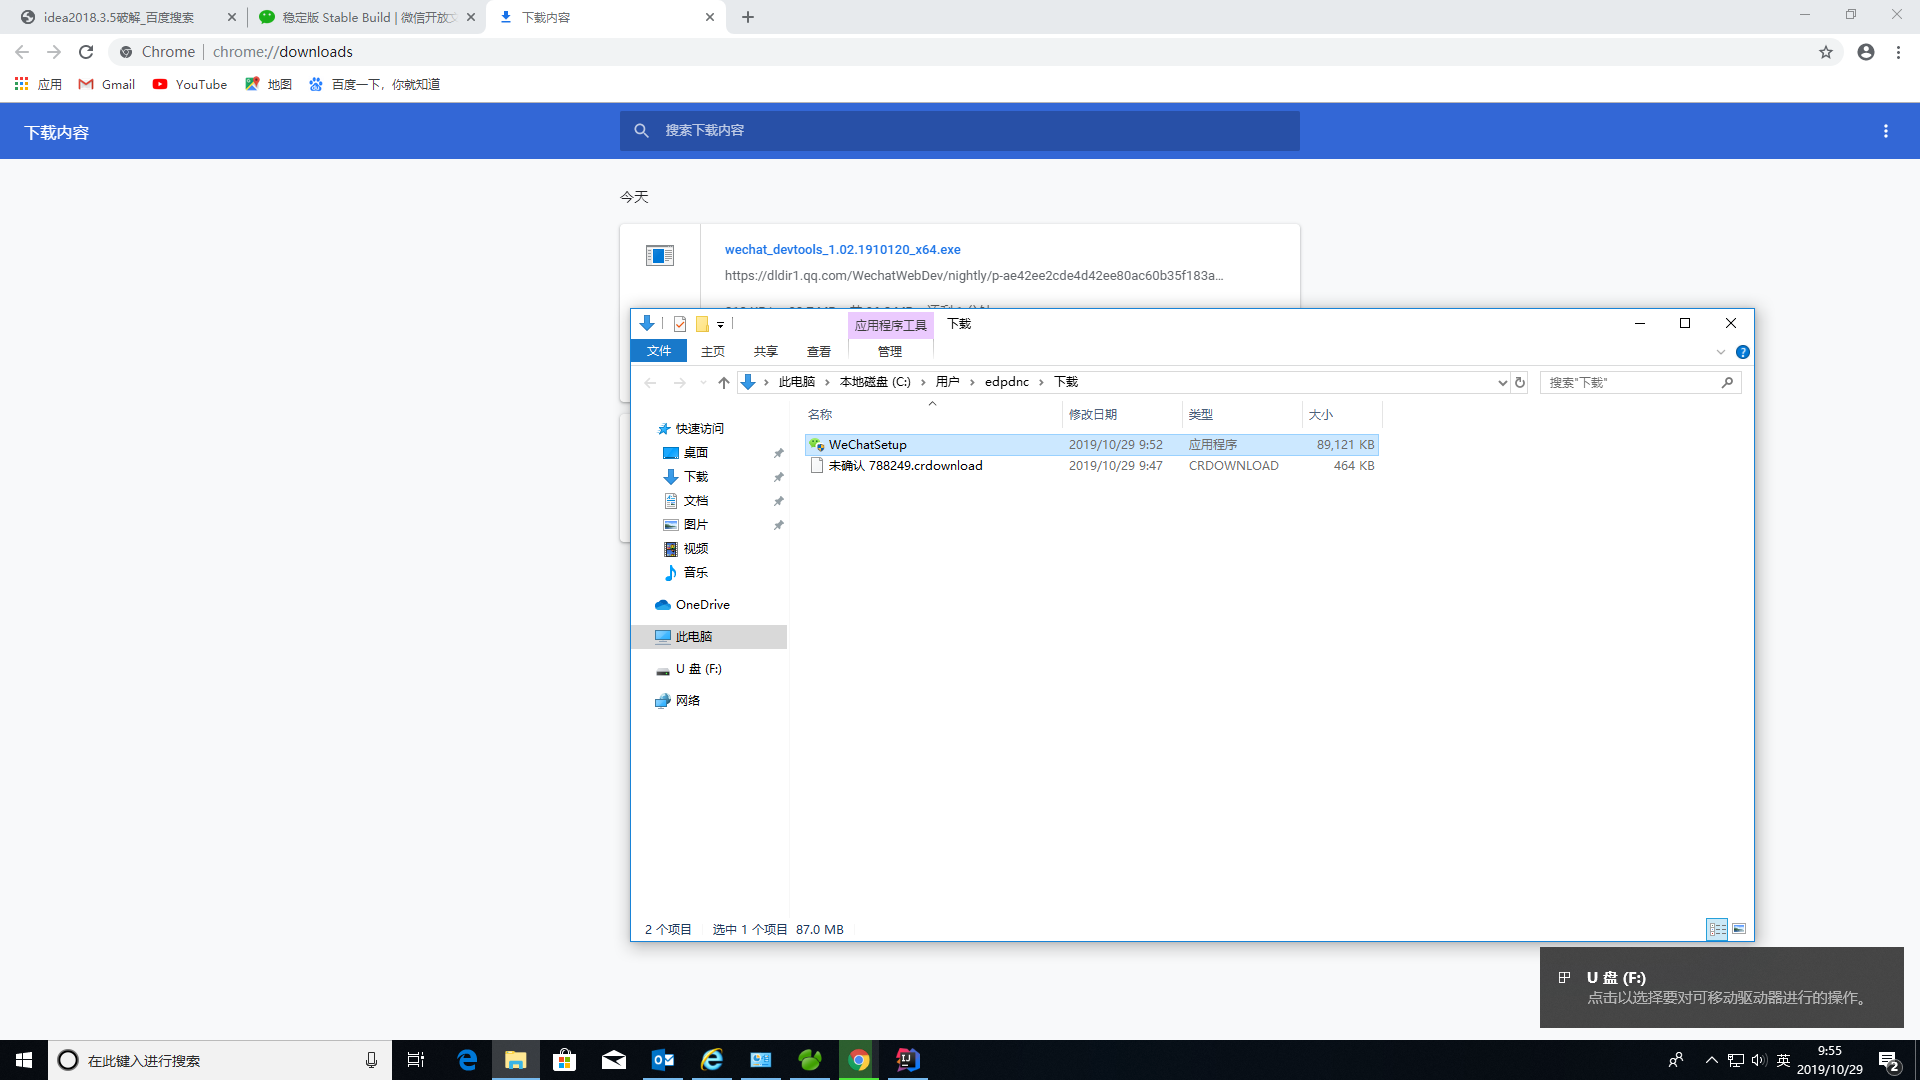 idea2018.3.5破解_百度搜索
稳定版 Stable Build | 微信开放文
下载内容
Chrome
chrome://downloads
应用
Gmail
YouTube
地图
百度一下，你就知道
下载内容
搜索下载内容
今天
wechat_devtools_1.02.1910120_x64.exe
https://dldir1.qq.com/WechatWebDev/nightly/p-ae42ee2cde4d42ee80ac60b35f183a...
应用程序工具
下载
文件
主页
共享
查看
管理
此电脑
本地磁盘 (C:)
用户
edpdnc
下载
搜索"下载"
名称
修改日期
类型
大小
WeChatSetup
2019/10/29 9:52
应用程序
89,121 KB
未确认 788249.crdownload
2019/10/29 9:47
CRDOWNLOAD
464 KB
快速访问
桌面
下载
文档
图片
视频
音乐
OneDrive
此电脑
U 盘 (F:)
网络
2 个项目
选中 1 个项目 87.0 MB
U 盘 (F:)
点击以选择要对可移动驱动器进行的操作。
在此键入进行搜索
英
9:55
2019/10/29
2